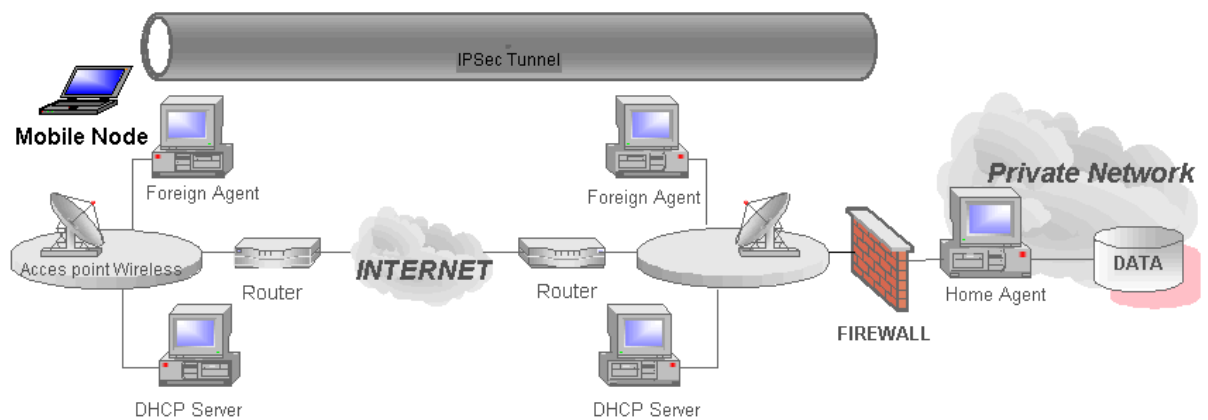 IPSec Tunnel
Mobile Node
Foreign Agent
Foreign Agent
Private Network
Acces point Wireless
Router
INTERNET
Router
Home Agent
DATA
FIREWALL
DHCP Server
DHCP Server